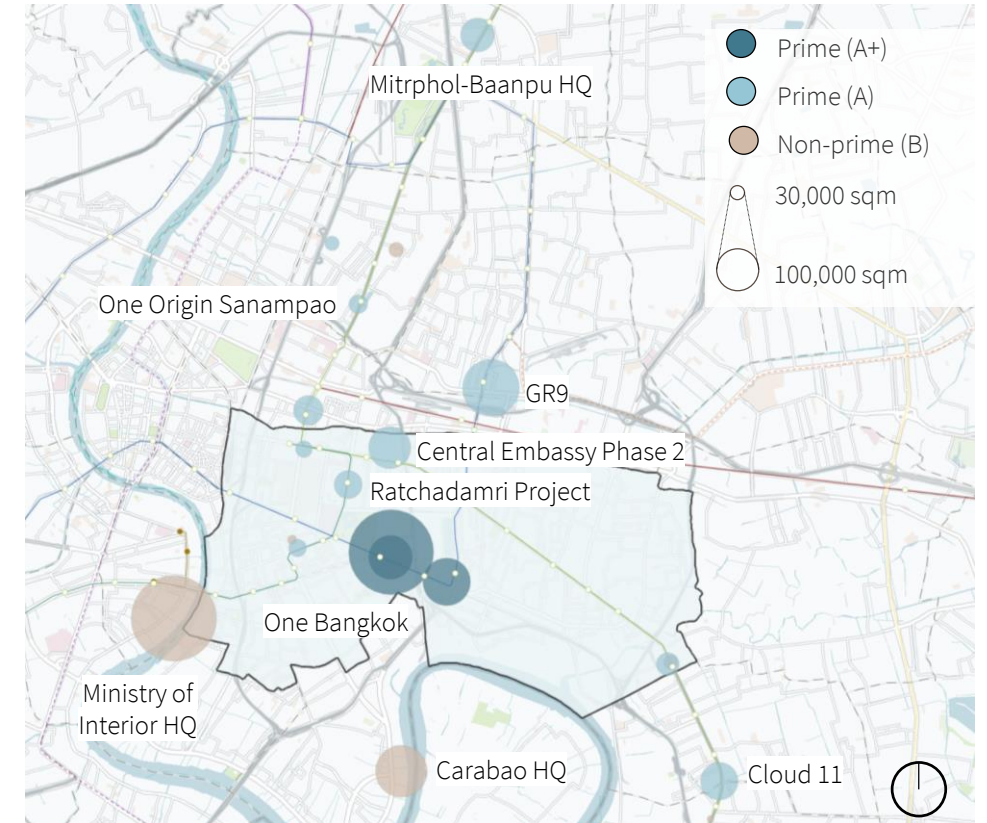 Prime (A+)
Mitrphol-Baanpu HQ
Prime (A)
Non-prime (B)
30,000 sqm
100,000 sqm
One Origin Sanampao
GR9
Central Embassy Phase 2
Ratchadamri Project
One Bangkok
Ministry of
Interior HQ
Carabao HQ
Cloud 11